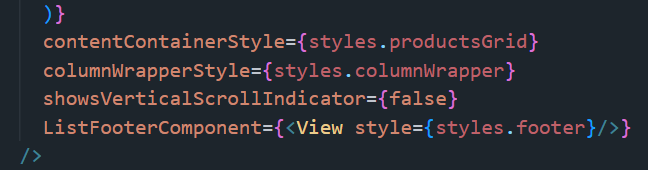 )}
contentContainerStyle={styles.productsGrid}
columnWrapperStyle={styles.columnWrapper}
showsVerticalScrollIndicator={false}
ListFooterComponent={<View style={styles.footer}/>}
/>